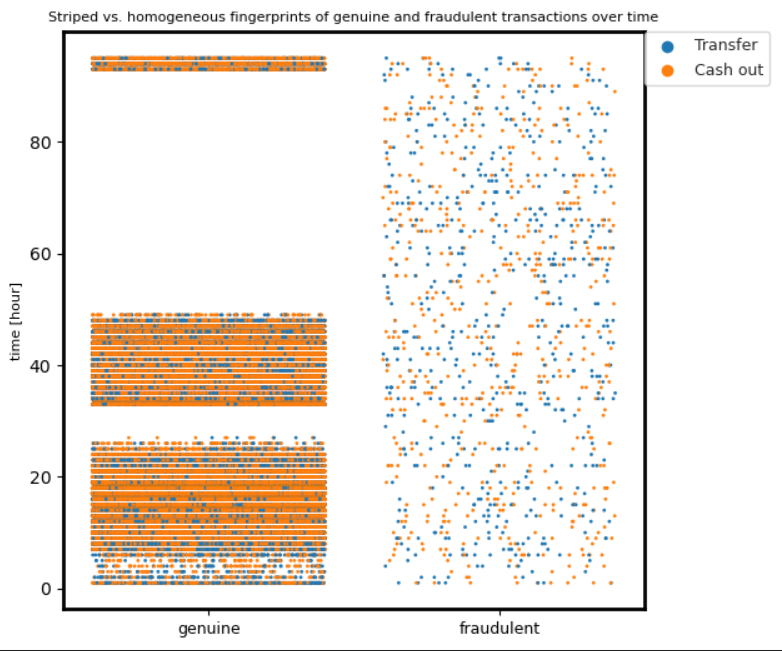 Striped vs. homogeneous fingerprints of genuine and fraudulent transactions over time
Transfer
Cash out
80
60
40
20
0
time [hour]
genuine
fraudulent